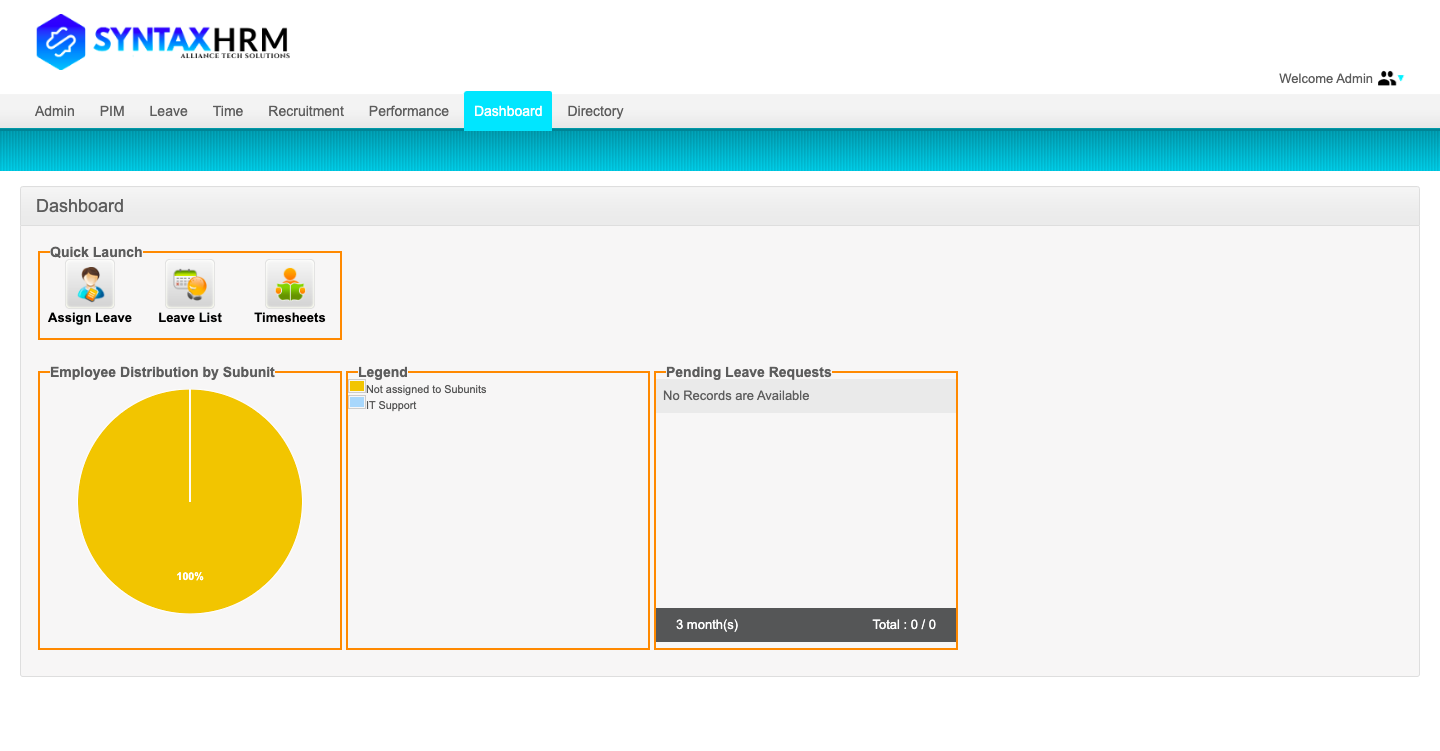 SYNTAXHRM
ALLIANCE TECH SOLUTIONS
Welcome Admin
Admin PIM Leave Time Recruitment Performance Dashboard Directory
Dashboard
Quick Launch
Assign Leave Leave List Timesheets
Employee Distribution by Subunit
100%
Legend
Not assigned to Subunits
IT Support
Pending Leave Requests
No Records are Available
3 month(s) Total : 0 / 0